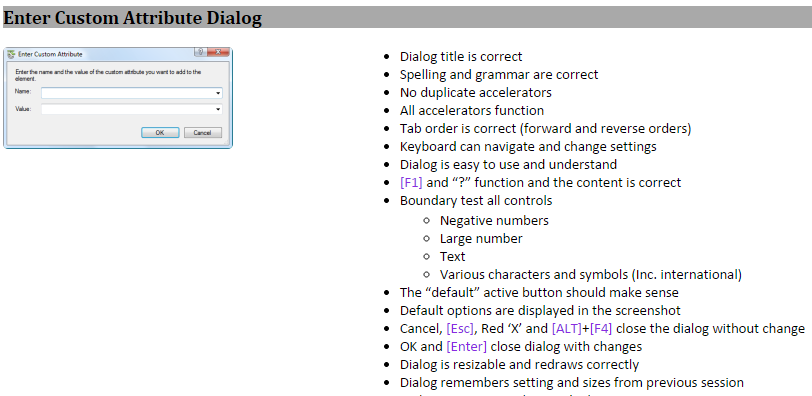 Enter Custom Attribute Dialog
Enter Custom Attribute
Enter the name and the value of the custom attribute you want to add to the
element.
Name:
Value:
OK
Cancel
Dialog title is correct
Spelling and grammar are correct
No duplicate accelerators
All accelerators function
Tab order is correct (forward and reverse orders)
Keyboard can navigate and change settings
Dialog is easy to use and understand
[F1] and “?” function and the content is correct
Boundary test all controls
Negative numbers
Large number
Text
Various characters and symbols (Inc. international)
The “default” active button should make sense
Default options are displayed in the screenshot
Cancel, [Esc], Red ‘X’ and [ALT]+[F4] close the dialog without change
OK and [Enter] close dialog with changes
Dialog is resizable and redraws correctly
Dialog remembers setting and sizes from previous session